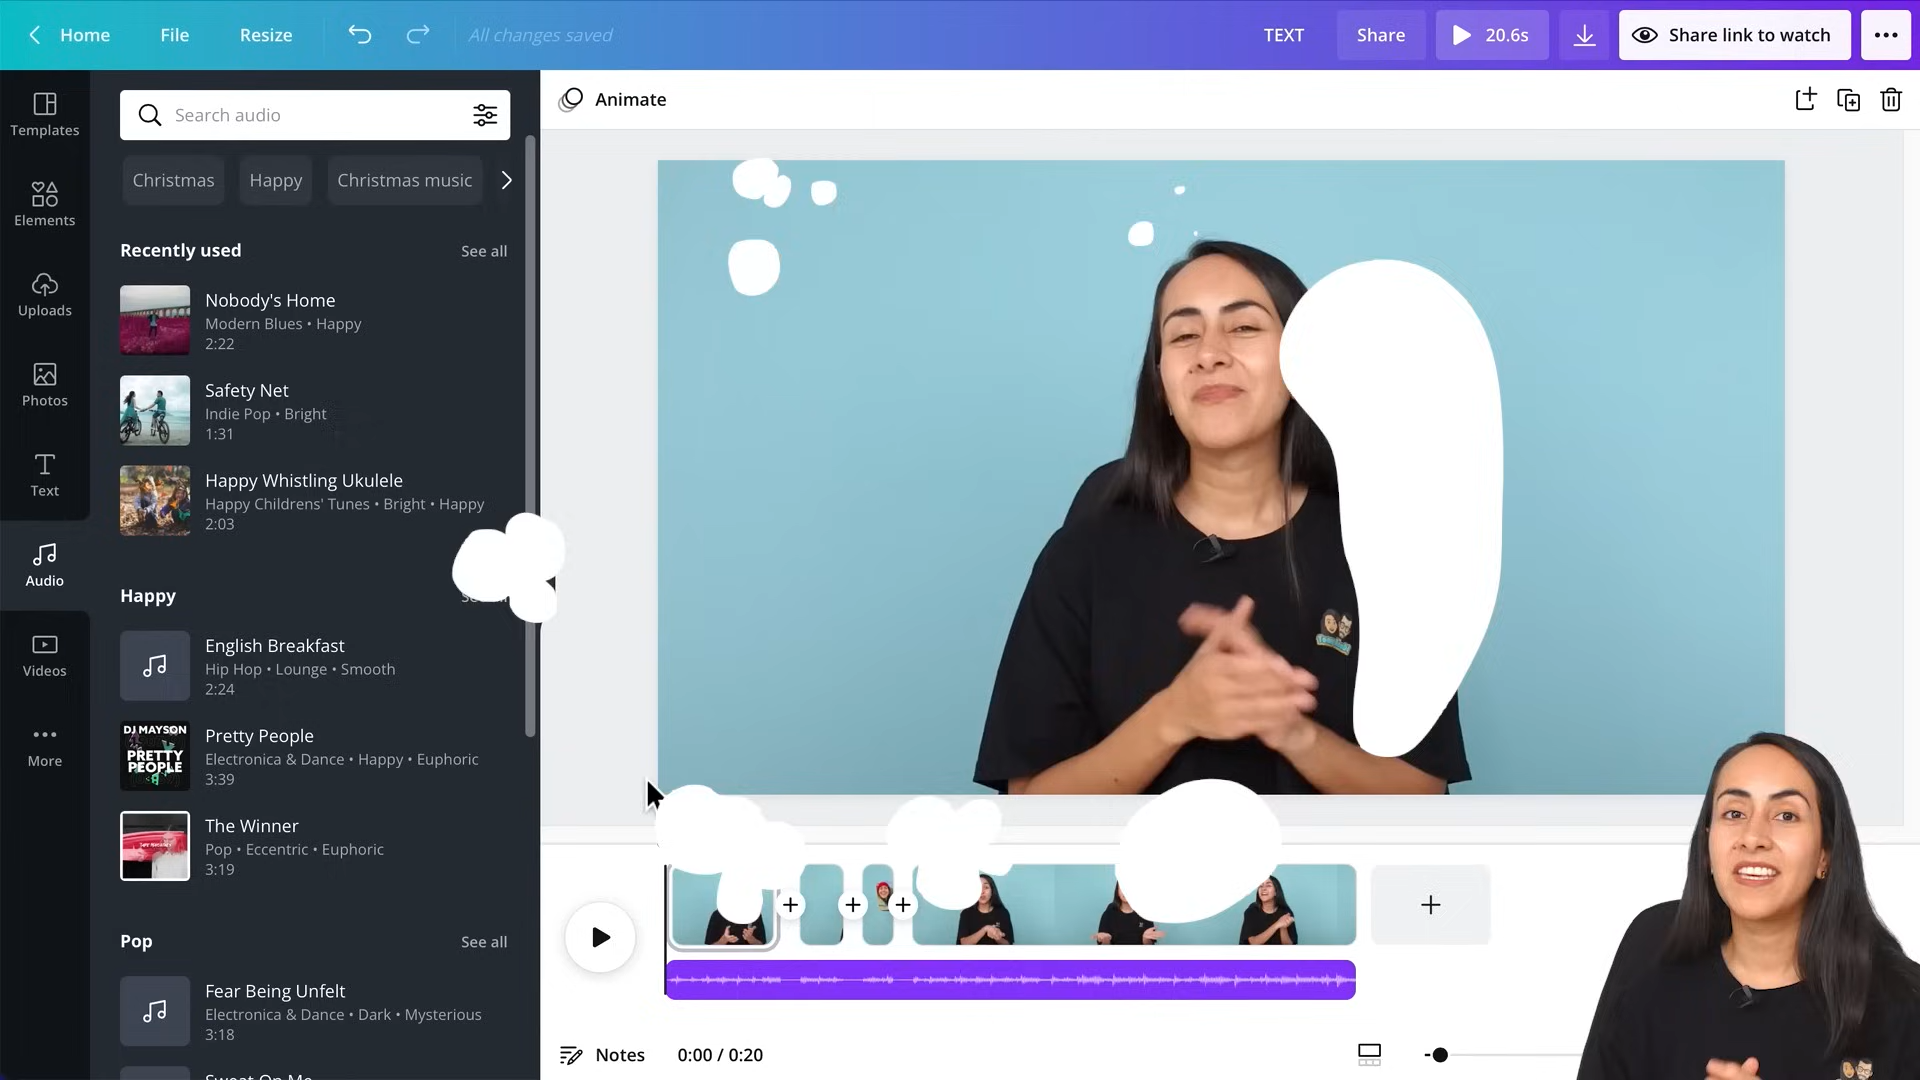 Home File Resize All changes saved TEXT Share 20.6s Share link to watch
Templates
Elements
Uploads
Photos
Text
Audio
Videos
More
Search audio
Christmas Happy Christmas music
Recently used See all
Nobody's Home
Modern Blues • Happy
2:22
Safety Net
Indie Pop • Bright
1:31
Happy Whistling Ukulele
Happy Childrens' Tunes • Bright • Happy
2:03
Happy
English Breakfast
Hip Hop • Lounge • Smooth
2:24
DJ MAYSON
PRETTY
PEOPLE
Pretty People
Electronica & Dance • Happy • Euphoric
3:39
The Winner
Pop • Eccentric • Euphoric
3:19
Pop See all
Fear Being Unfelt
Electronica & Dance • Dark • Mysterious
3:18
Animate
Notes 0:00 / 0:20